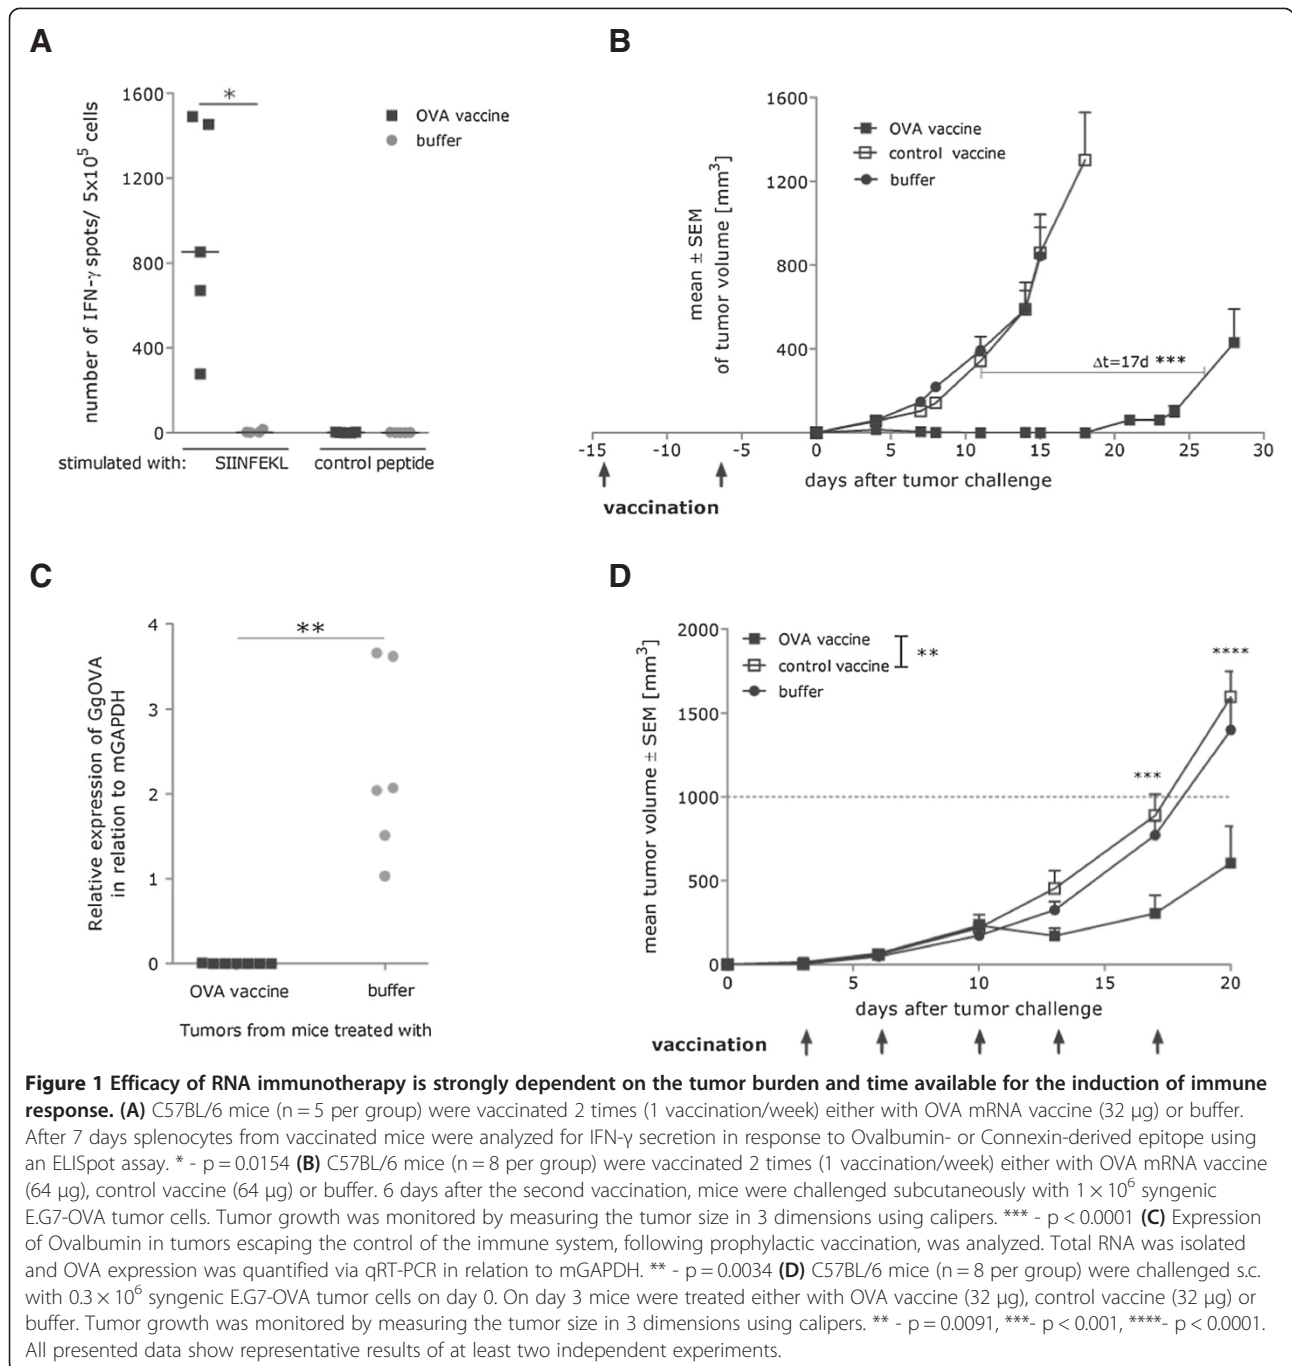 A
number of IFN-γ spots/ 5x10⁵ cells
1600
1200
800
400
0
*
OVA vaccine
buffer
stimulated with:
SIINFEKL
control peptide
B
mean ± SEM
of tumor volume [mm³]
1600
1200
800
400
OVA vaccine
control vaccine
buffer
Δt=17d ***
-15 -10 -5 0 5 10 15 20 25 30
days after tumor challenge
vaccination
C
Relative expression of GgOVA
in relation to mGAPDH
4
3
2
1
0
**
OVA vaccine
buffer
Tumors from mice treated with
D
mean tumor volume ± SEM [mm³]
2000
1500
1000
500
0
OVA vaccine
control vaccine
buffer
**
***
****
0 5 10 15 20
days after tumor challenge
vaccination
Figure 1 Efficacy of RNA immunotherapy is strongly dependent on the tumor burden and time available for the induction of immune
response. (A) C57BL/6 mice (n = 5 per group) were vaccinated 2 times (1 vaccination/week) either with OVA mRNA vaccine (32 μg) or buffer.
After 7 days splenocytes from vaccinated mice were analyzed for IFN-γ secretion in response to Ovalbumin- or Connexin-derived epitope using
an ELISpot assay. * - p = 0.0154 (B) C57BL/6 mice (n = 8 per group) were vaccinated 2 times (1 vaccination/week) either with OVA mRNA vaccine
(64 μg), control vaccine (64 μg) or buffer. 6 days after the second vaccination, mice were challenged subcutaneously with 1 × 10⁶ syngenic
E.G7-OVA tumor cells. Tumor growth was monitored by measuring the tumor size in 3 dimensions using calipers. *** - p < 0.0001 (C) Expression
of Ovalbumin in tumors escaping the control of the immune system, following prophylactic vaccination, was analyzed. Total RNA was isolated
and OVA expression was quantified via qRT-PCR in relation to mGAPDH. ** - p = 0.0034 (D) C57BL/6 mice (n = 8 per group) were challenged s.c.
with 0.3 × 10⁶ syngenic E.G7-OVA tumor cells on day 0. On day 3 mice were treated either with OVA vaccine (32 μg), control vaccine (32 μg) or
buffer. Tumor growth was monitored by measuring the tumor size in 3 dimensions using calipers. ** - p = 0.0091, ***- p < 0.001, ****- p < 0.0001.
All presented data show representative results of at least two independent experiments.